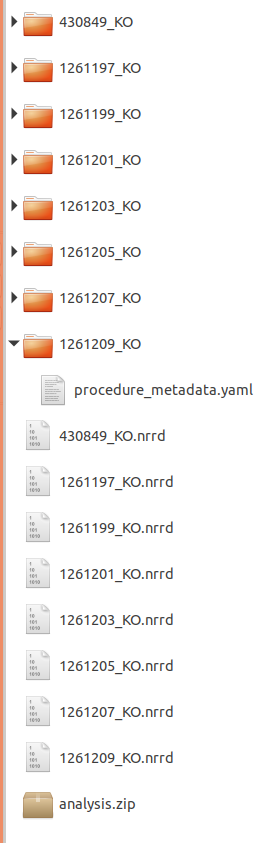 430849_KO
1261197_KO
1261199_KO
1261201_KO
1261203_KO
1261205_KO
1261207_KO
1261209_KO
procedure_metadata.yaml
430849_KO.nrrd
1261197_KO.nrrd
1261199_KO.nrrd
1261201_KO.nrrd
1261203_KO.nrrd
1261205_KO.nrrd
1261207_KO.nrrd
1261209_KO.nrrd
analysis.zip